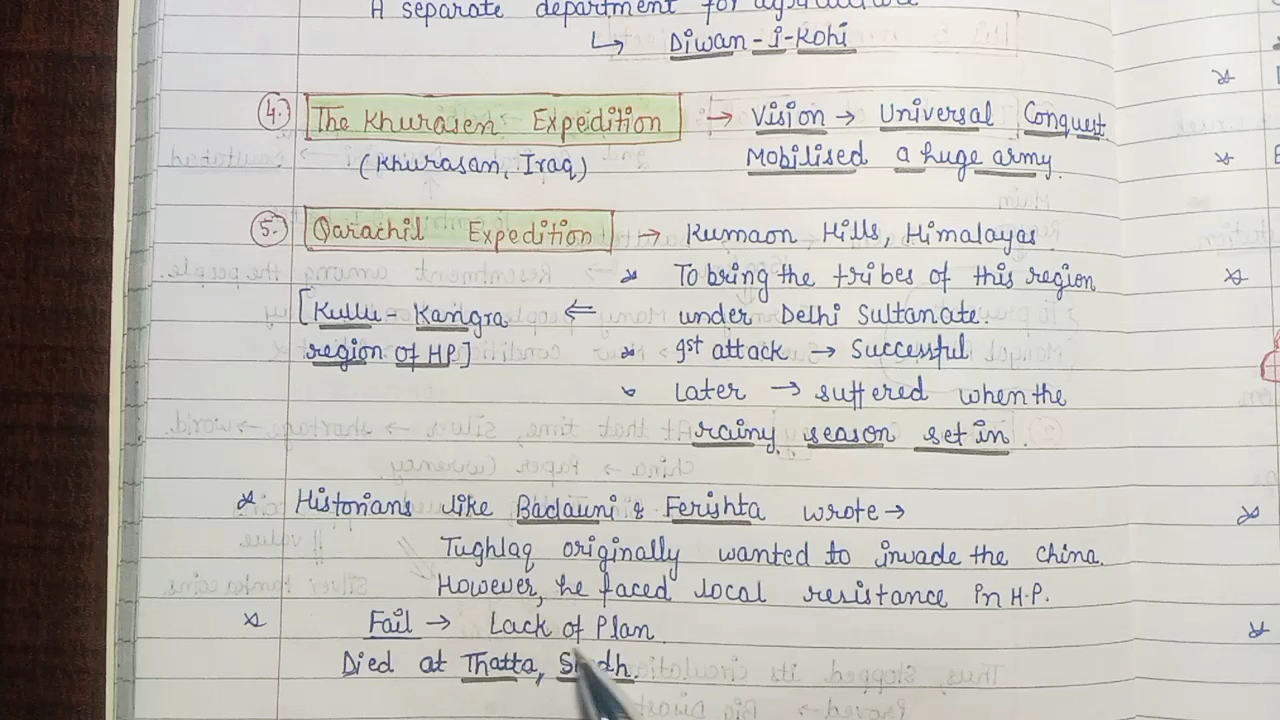 A separate department for agriculture
↳ Diwan-i-Kohi
4. The Khurasen Expedition → Vision → Universal Conquest
(Khurasan, Iraq) Mobilised a huge army.
5. Qarachil Expedition → Kumaon Hills, Himalayas
To bring the tribes of this region
[Kullu - Kangra ⇐ under Delhi Sultanate.
region of HP] 1st attack → Successful
Later → suffered when the
rainy season set in.
Historians like Badauni & Ferishta wrote →
Tughlaq originally wanted to invade the China.
However, he faced local resistance in H.P.
Fail → Lack of Plan
Died at Thatta, Sindh.